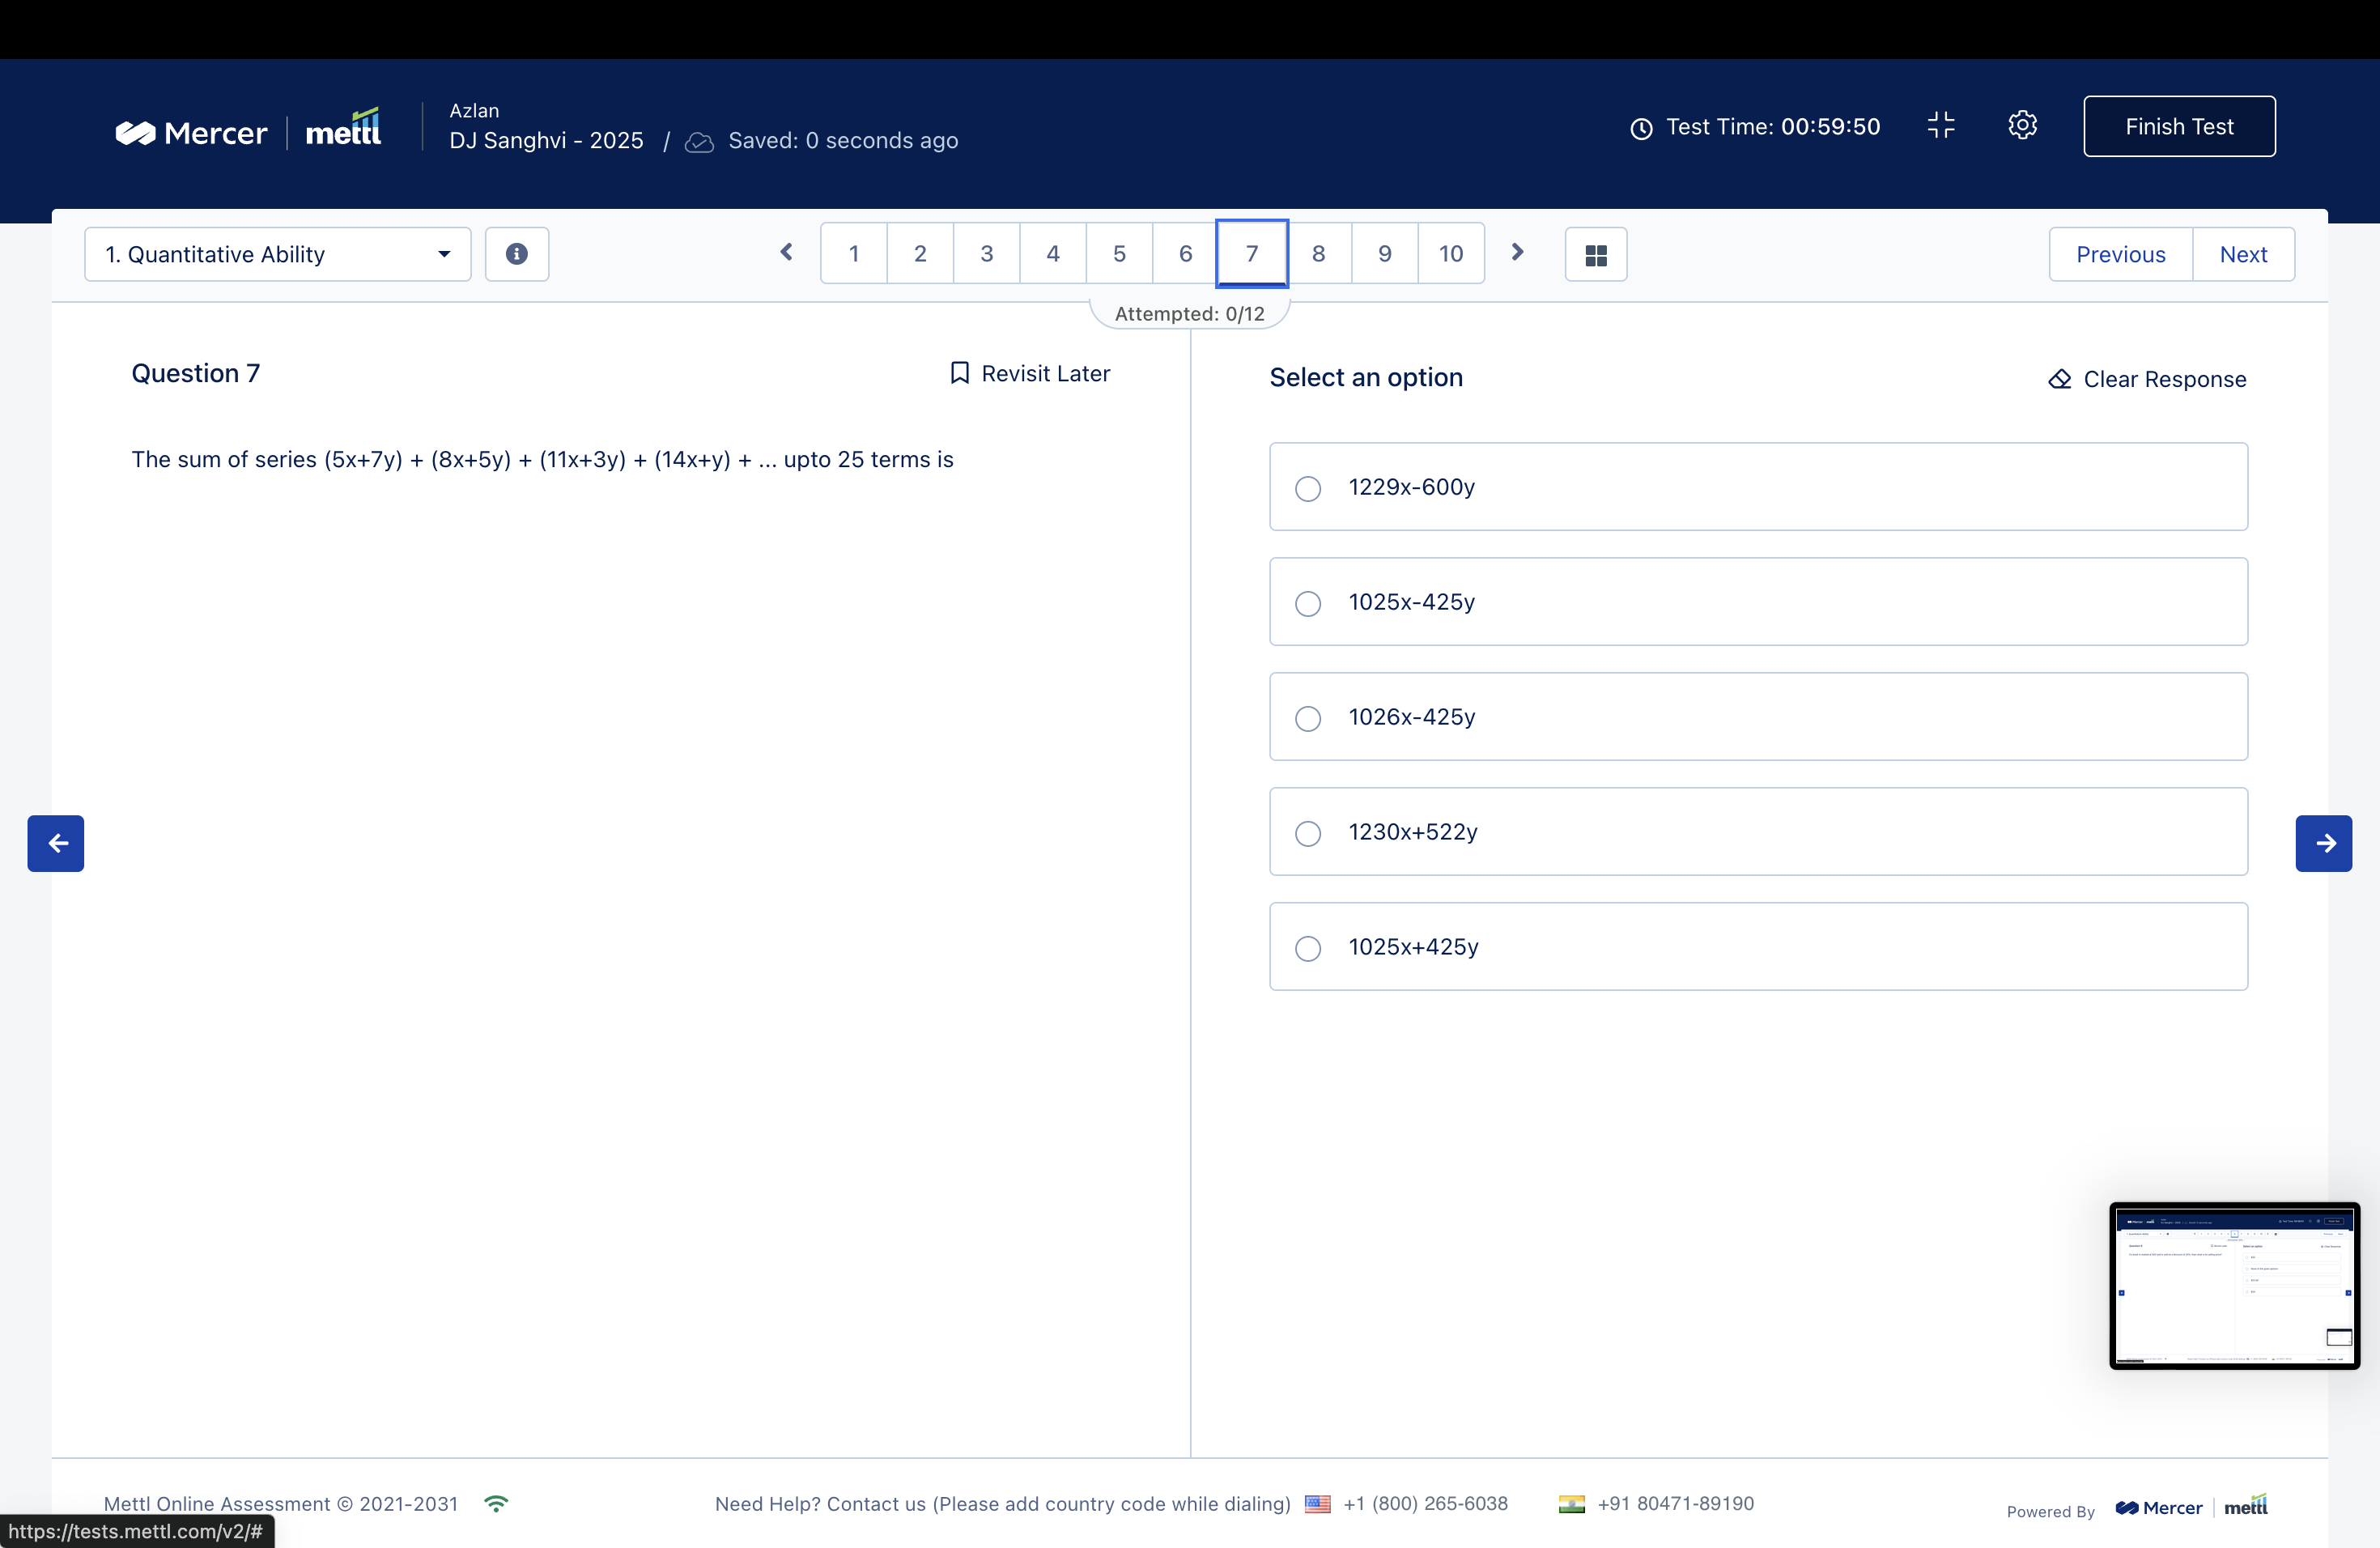 Mercer | mettl
Azlan
DJ Sanghvi - 2025 / Saved: 0 seconds ago
Test Time: 00:59:50
Finish Test
1. Quantitative Ability
1 2 3 4 5 6 7 8 9 10
Previous Next
Attempted: 0/12
Question 7
Revisit Later
The sum of series (5x+7y) + (8x+5y) + (11x+3y) + (14x+y) + ... upto 25 terms is
Select an option
Clear Response
1229x-600y
1025x-425y
1026x-425y
1230x+522y
1025x+425y
Mettl Online Assessment © 2021-2031
Need Help? Contact us (Please add country code while dialing) +1 (800) 265-6038 +91 80471-89190
Powered By Mercer | mettl
https://tests.mettl.com/v2/#